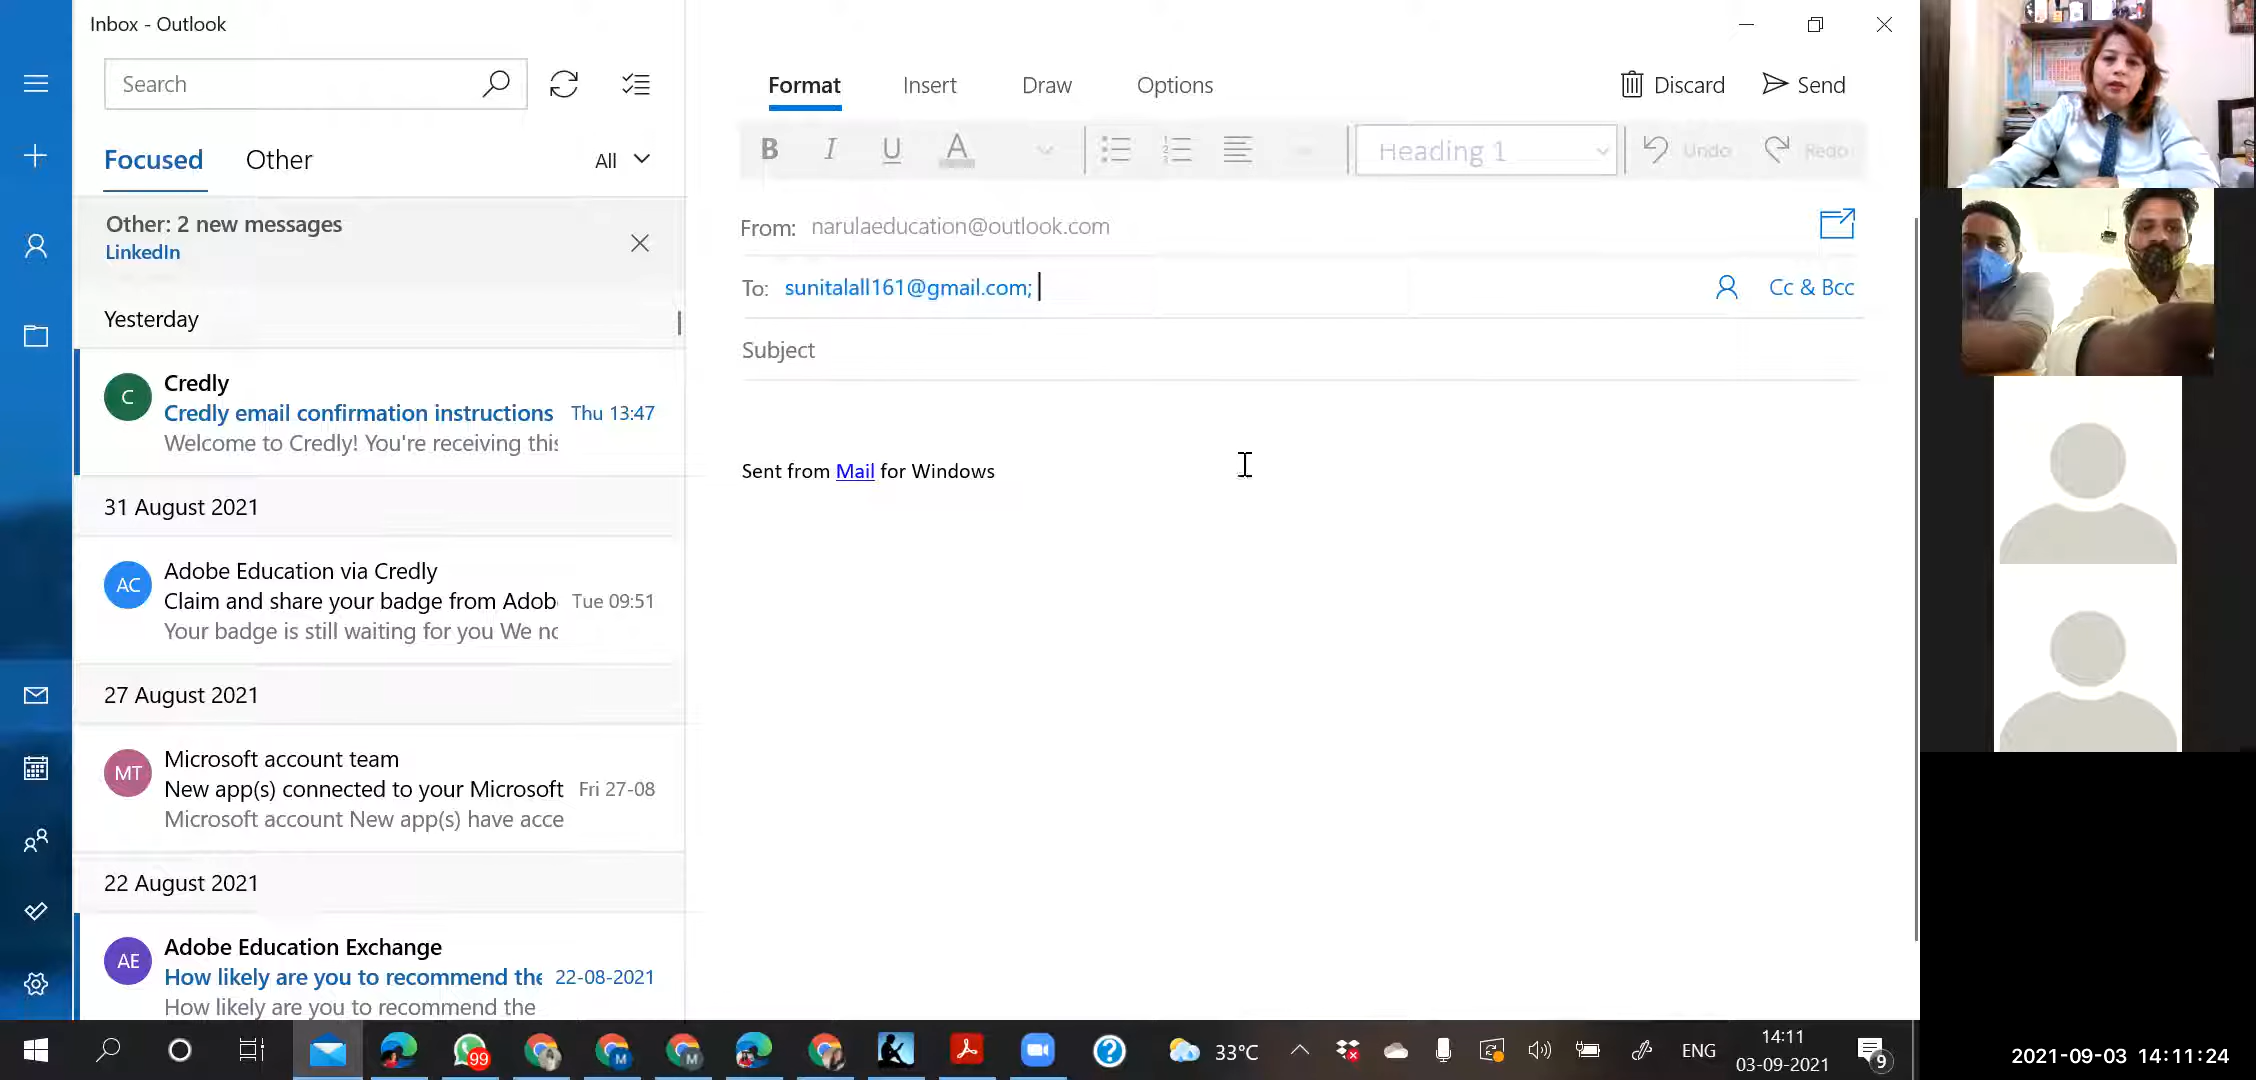 Inbox - Outlook
Search
Focused
Other
All
Other: 2 new messages
LinkedIn
Yesterday
C
Credly
Credly email confirmation instructions
Thu 13:47
Welcome to Credly! You're receiving this
31 August 2021
AC
Adobe Education via Credly
Claim and share your badge from Adob
Tue 09:51
Your badge is still waiting for you We no
27 August 2021
MT
Microsoft account team
New app(s) connected to your Microsoft
Fri 27-08
Microsoft account New app(s) have acce
22 August 2021
AE
Adobe Education Exchange
How likely are you to recommend the
22-08-2021
How likely are you to recommend the
Format
Insert
Draw
Options
Discard
Send
B
I
U
A
Heading 1
Undo
Redo
From: narulaeducation@outlook.com
To: sunitalall161@gmail.com;
Cc & Bcc
Subject
Sent from Mail for Windows
99
M
M
33°C
ENG
14:11
03-09-2021
9
2021-09-03 14:11:24